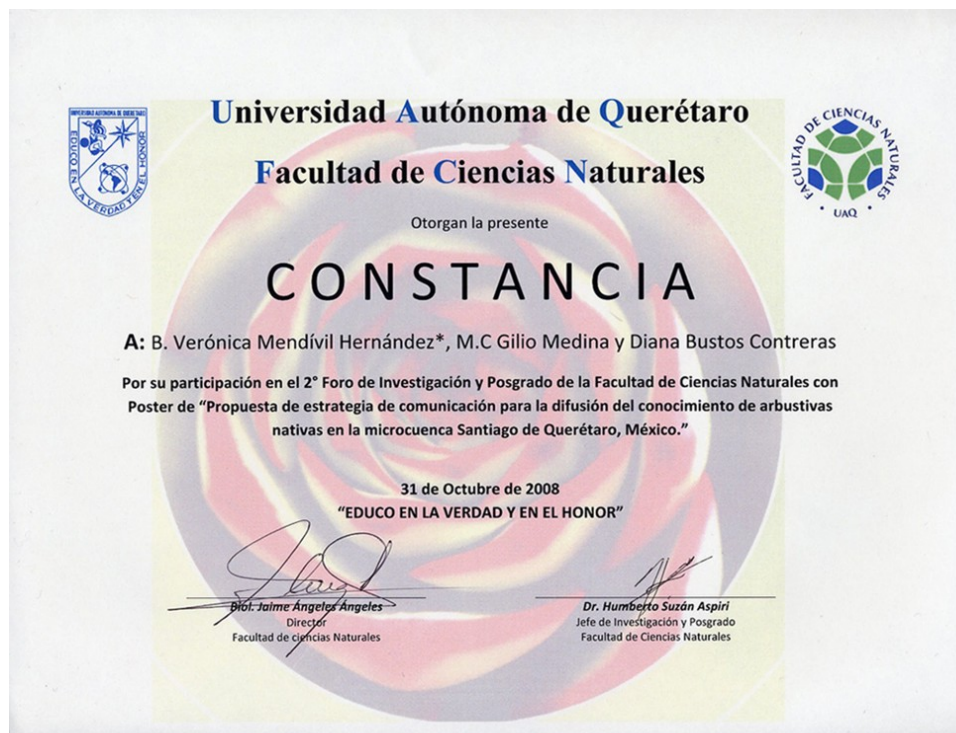 Universidad Autónoma de Querétaro
UNIVERSIDAD AUTONOMA DE QUERETARO
EDUCO EN LA VERDAD Y EN EL HONOR
FACULTAD DE CIENCIAS NATURALES
• UAQ •
Facultad de Ciencias Naturales
Otorgan la presente
CONSTANCIA
A: B. Verónica Mendívil Hernández*, M.C Gilio Medina y Diana Bustos Contreras
Por su participación en el 2° Foro de Investigación y Posgrado de la Facultad de Ciencias Naturales con
Poster de “Propuesta de estrategia de comunicación para la difusión del conocimiento de arbustivas
nativas en la microcuenca Santiago de Querétaro, México.”
31 de Octubre de 2008
“EDUCO EN LA VERDAD Y EN EL HONOR”
Biol. Jaime Ángeles Ángeles
Director
Facultad de ciencias Naturales
Dr. Humberto Suzán Aspiri
Jefe de Investigación y Posgrado
Facultad de Ciencias Naturales